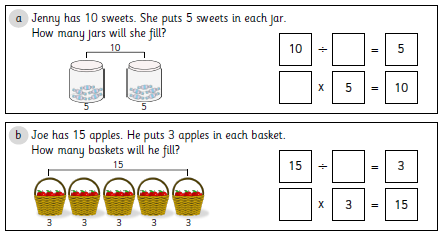 a Jenny has 10 sweets. She puts 5 sweets in each jar.
How many jars will she fill?
10
5 5
10 ÷ = 5
x 5 = 10
b Joe has 15 apples. He puts 3 apples in each basket.
How many baskets will he fill?
15
3 3 3 3 3
15 ÷ = 3
x 3 = 15